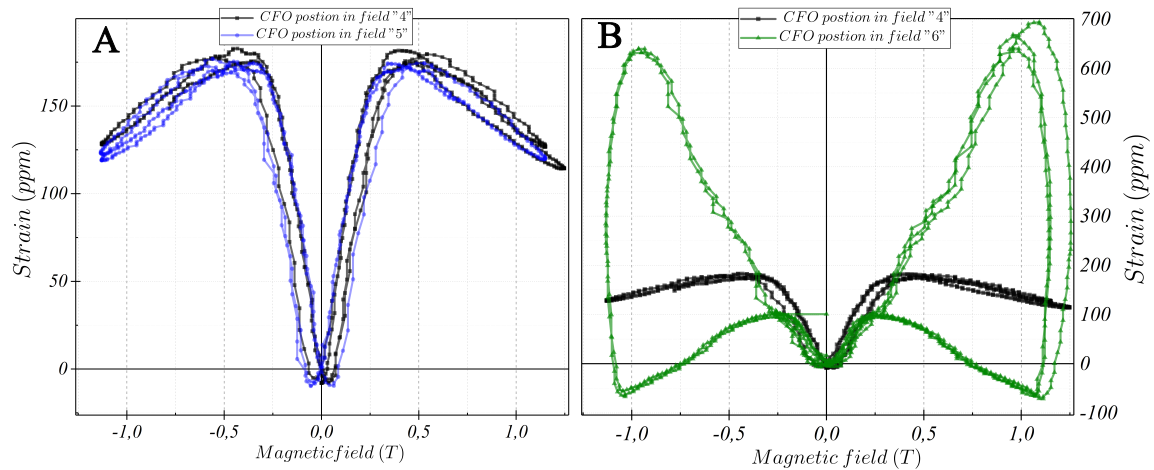 A
CFO postion in field "4"
CFO postion in field "5"
Strain (ppm)
150
100
50
0
-1,0
-0,5
0,0
0,5
1,0
Magnetic field (T)
B
CFO postion in field "4"
CFO postion in field "6"
700
600
500
400
300
200
100
0
-100
Strain (ppm)
-1,0
-0,5
0,0
0,5
1,0
Magnetic field (T)